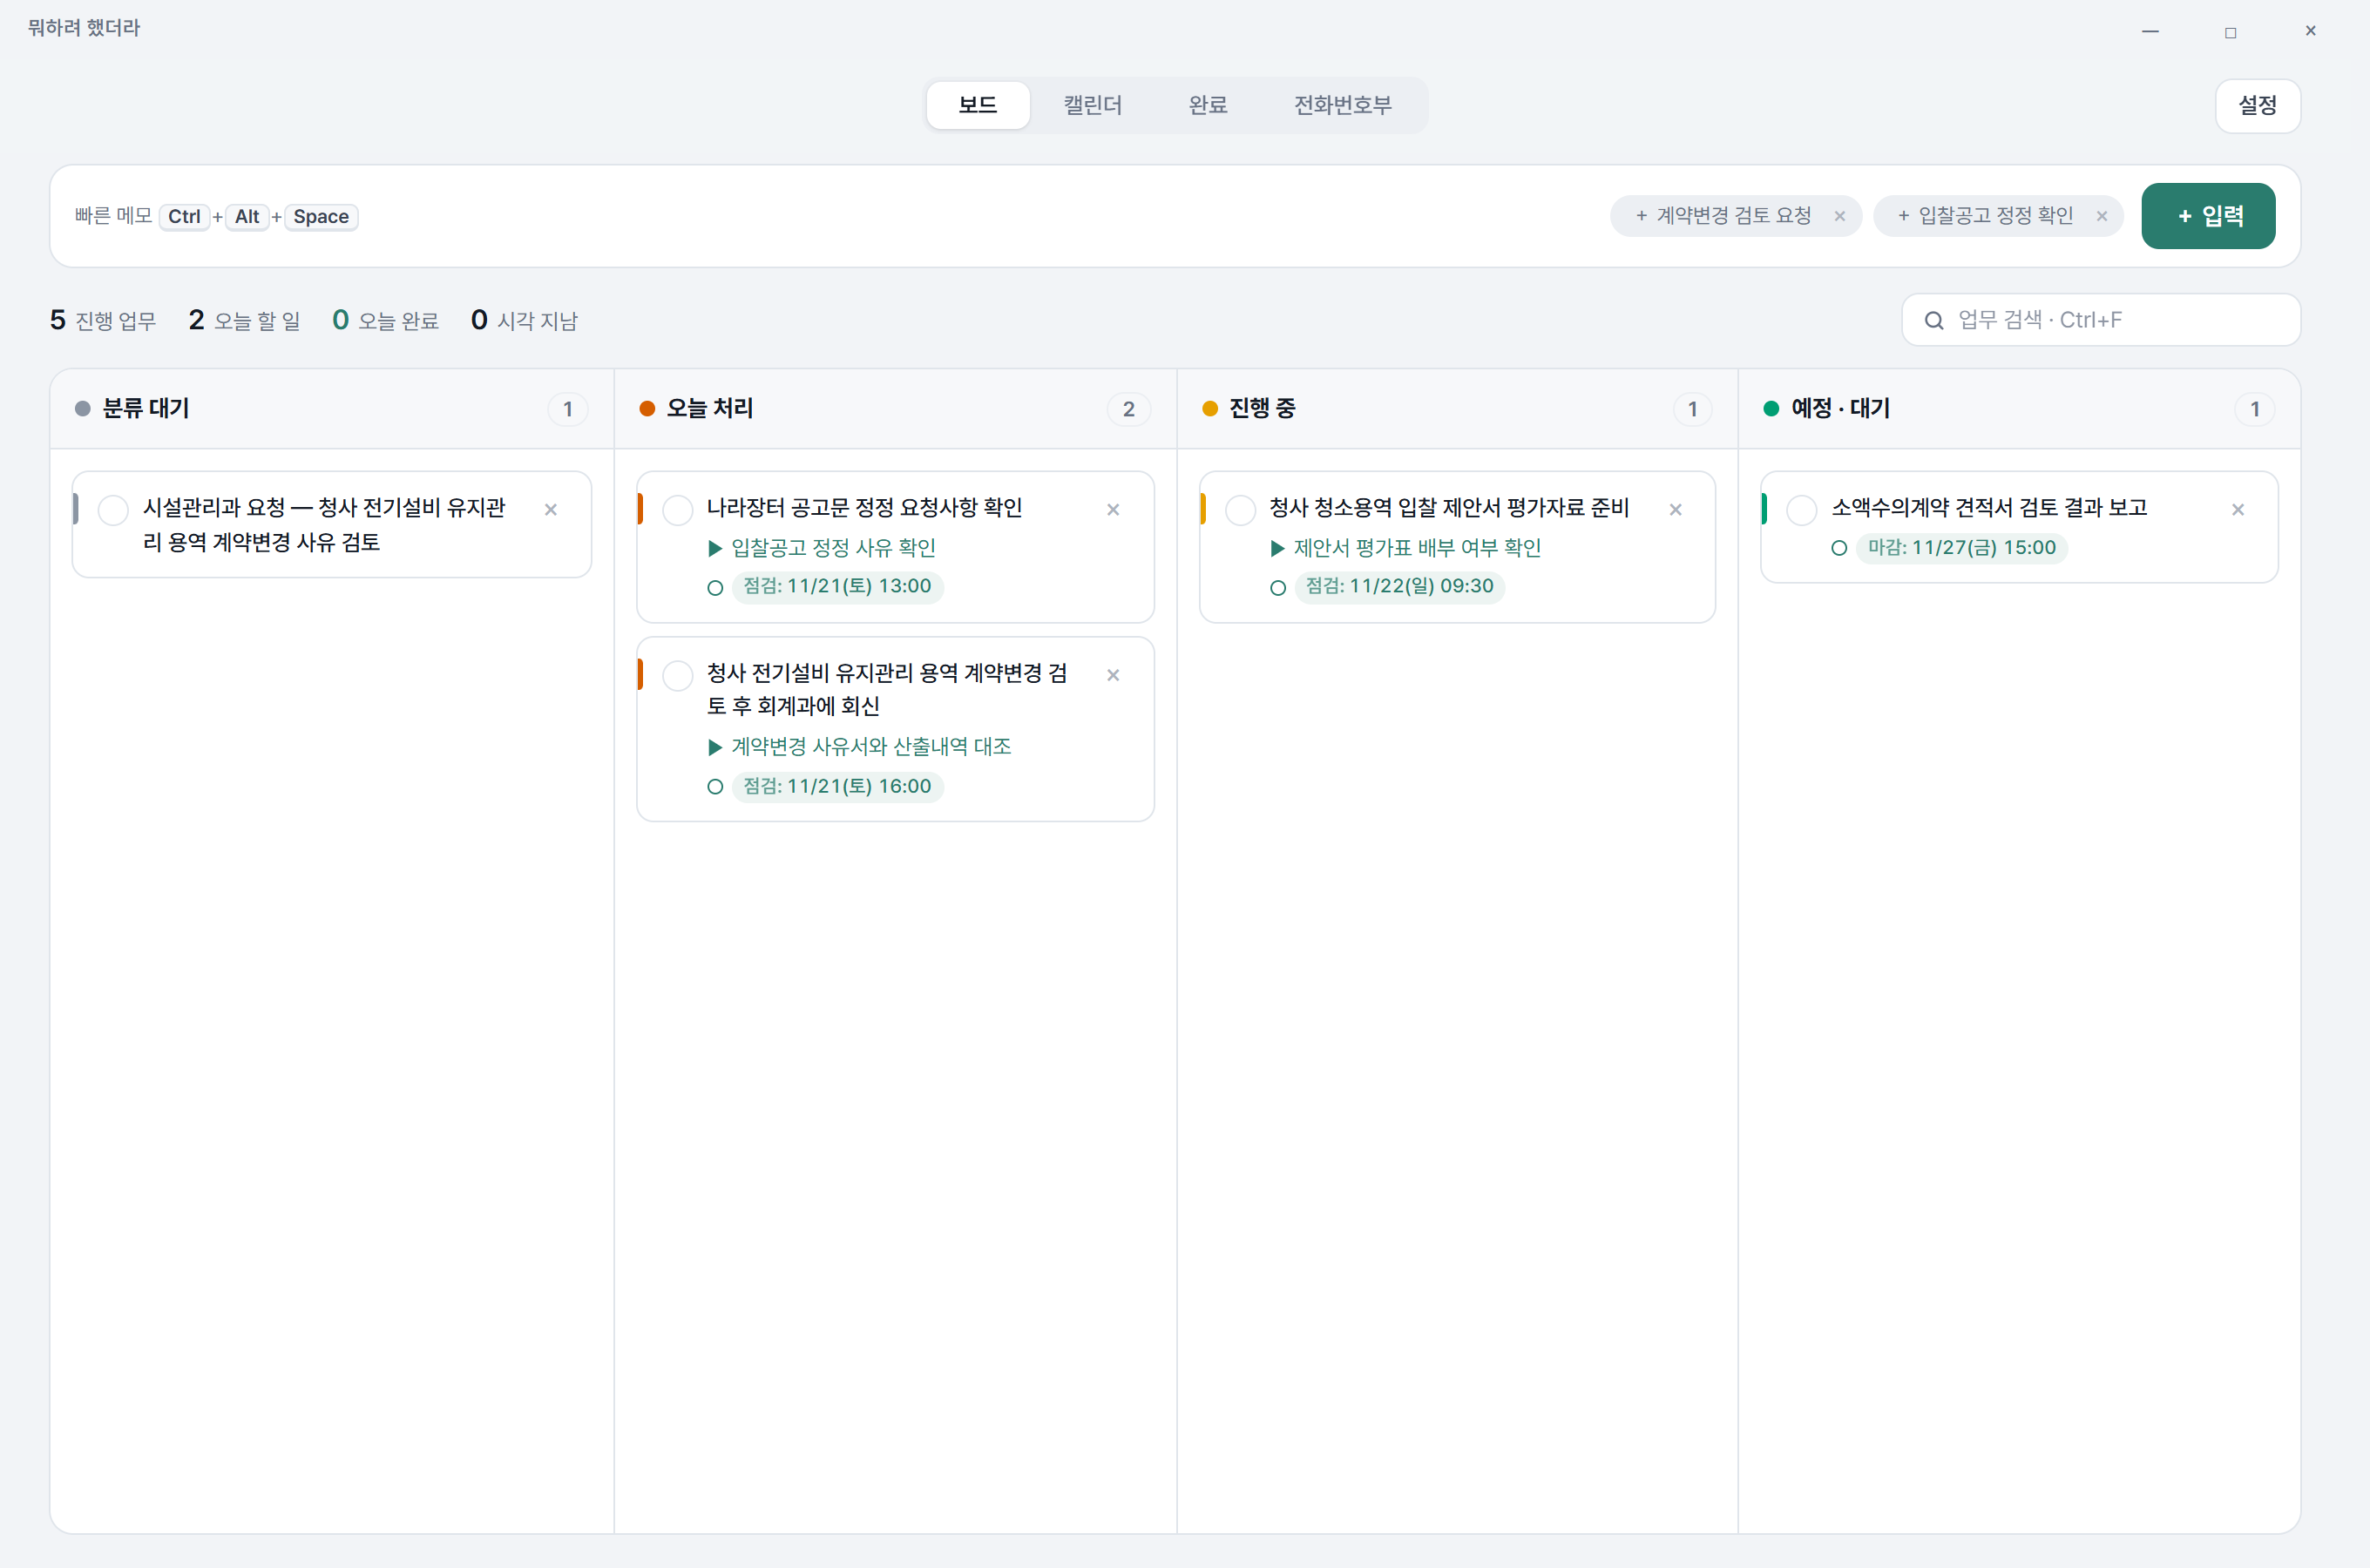 뭐하려 했더라
보드 캘린더 완료 전화번호부 설정
빠른 메모 Ctrl+Alt+Space + 계약변경 검토 요청 × + 입찰공고 정정 확인 × + 입력
5 진행 업무 2 오늘 할 일 0 오늘 완료 0 시각 지남 업무 검색 · Ctrl+F
분류 대기 1
시설관리과 요청 — 청사 전기설비 유지관
리 용역 계약변경 사유 검토
오늘 처리 2
나라장터 공고문 정정 요청사항 확인
▶ 입찰공고 정정 사유 확인
점검: 11/21(토) 13:00
청사 전기설비 유지관리 용역 계약변경 검
토 후 회계과에 회신
▶ 계약변경 사유서와 산출내역 대조
점검: 11/21(토) 16:00
진행 중 1
청사 청소용역 입찰 제안서 평가자료 준비
▶ 제안서 평가표 배부 여부 확인
점검: 11/22(일) 09:30
예정 · 대기 1
소액수의계약 견적서 검토 결과 보고
마감: 11/27(금) 15:00